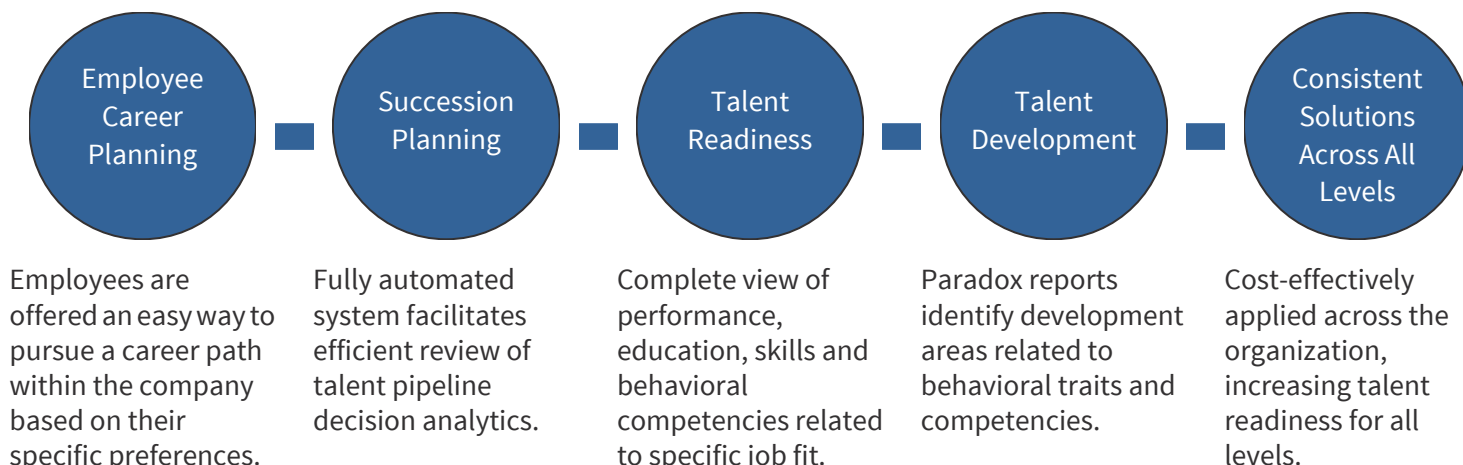 Employee
Career
Planning
Succession
Planning
Talent
Readiness
Talent
Development
Consistent
Solutions
Across All
Levels
Employees are
offered an easy way to
pursue a career path
within the company
based on their
specific preferences.
Fully automated
system facilitates
efficient review of
talent pipeline
decision analytics.
Complete view of
performance,
education, skills and
behavioral
competencies related
to specific job fit.
Paradox reports
identify development
areas related to
behavioral traits and
competencies.
Cost-effectively
applied across the
organization,
increasing talent
readiness for all
levels.